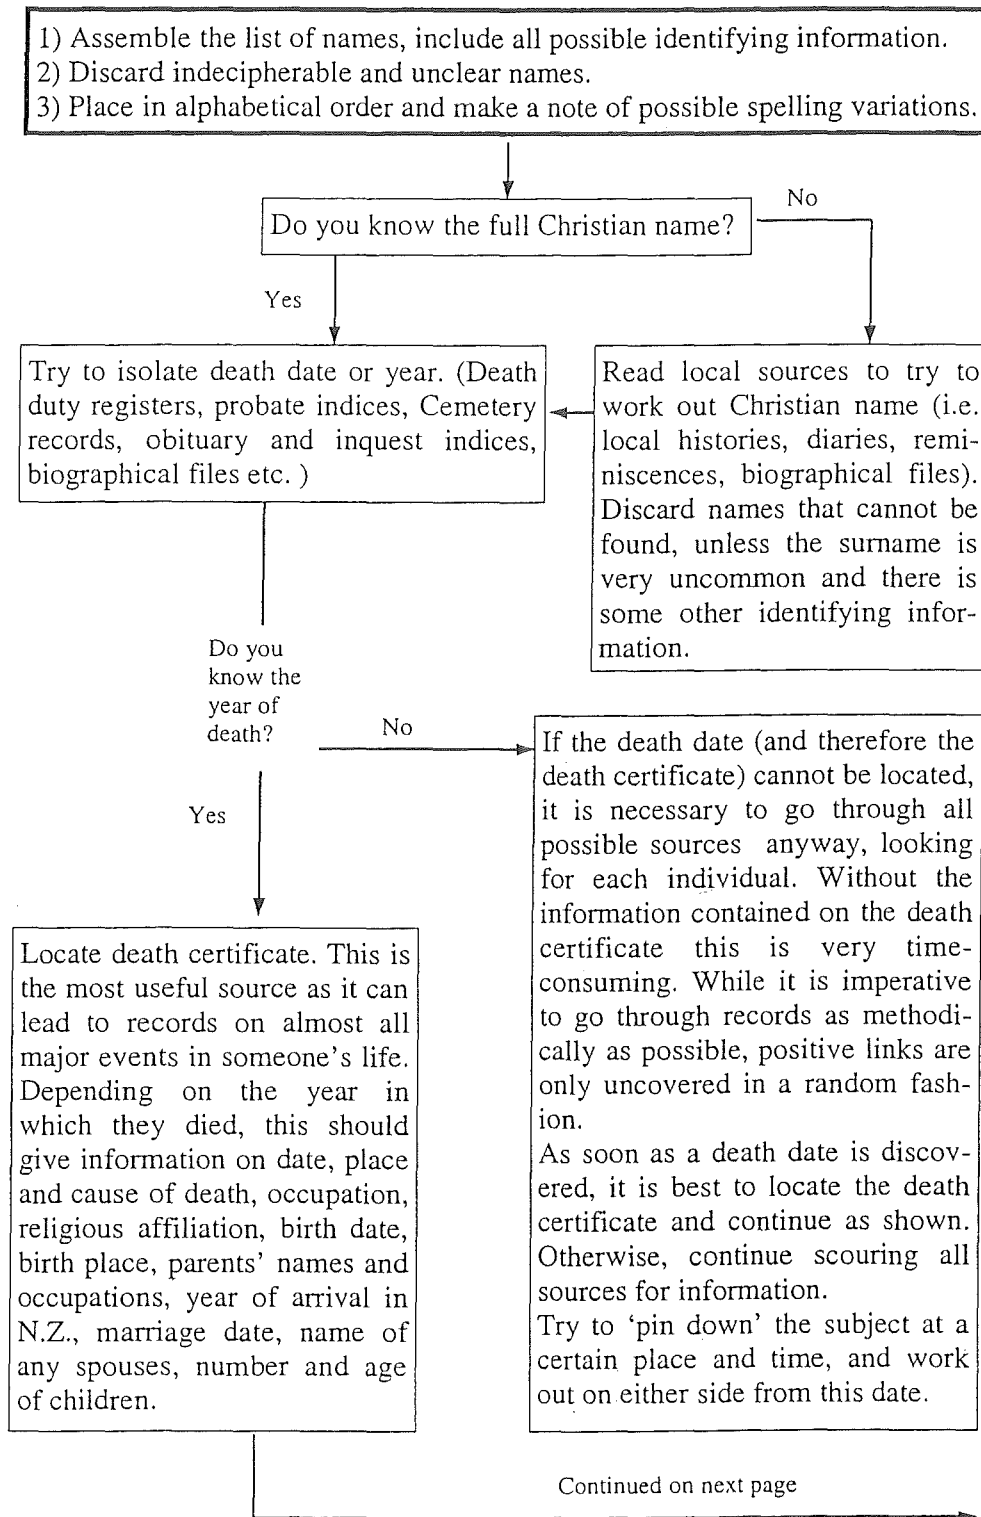 1) Assemble the list of names, include all possible identifying information.
2) Discard indecipherable and unclear names.
3) Place in alphabetical order and make a note of possible spelling variations.
Do you know the full Christian name?
No
Yes
Try to isolate death date or year. (Death
duty registers, probate indices, Cemetery
records, obituary and inquest indices,
biographical files etc. )
Read local sources to try to
work out Christian name (i.e.
local histories, diaries, remi-
niscences, biographical files).
Discard names that cannot be
found, unless the surname is
very uncommon and there is
some other identifying infor-
mation.
Do you
know the
year of
death?
No
Yes
If the death date (and therefore the
death certificate) cannot be located,
it is necessary to go through all
possible sources anyway, looking
for each individual. Without the
information contained on the death
certificate this is very time-
consuming. While it is imperative
to go through records as methodi-
cally as possible, positive links are
only uncovered in a random fash-
ion.
As soon as a death date is discov-
ered, it is best to locate the death
certificate and continue as shown.
Otherwise, continue scouring all
sources for information.
Try to 'pin down' the subject at a
certain place and time, and work
out on either side from this date.
Locate death certificate. This is
the most useful source as it can
lead to records on almost all
major events in someone's life.
Depending on the year in
which they died, this should
give information on date, place
and cause of death, occupation,
religious affiliation, birth date,
birth place, parents' names and
occupations, year of arrival in
N.Z., marriage date, name of
any spouses, number and age
of children.
Continued on next page